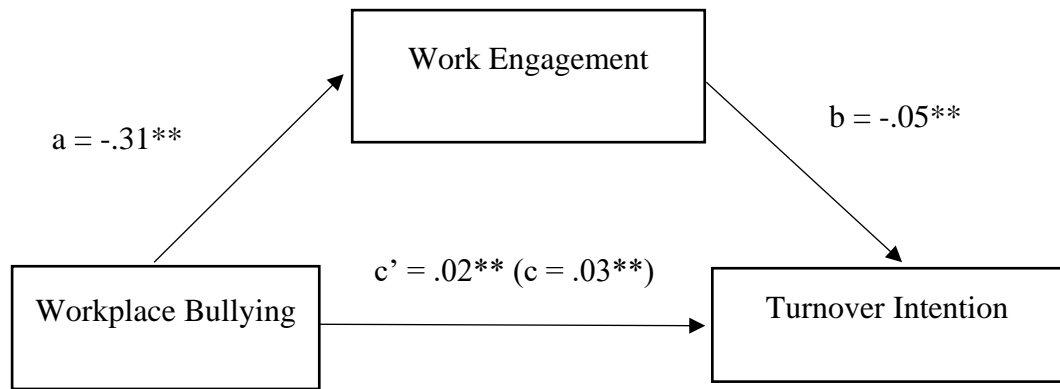 Work Engagement
a = -.31**
b = -.05**
c’ = .02** (c = .03**)
Workplace Bullying
Turnover Intention